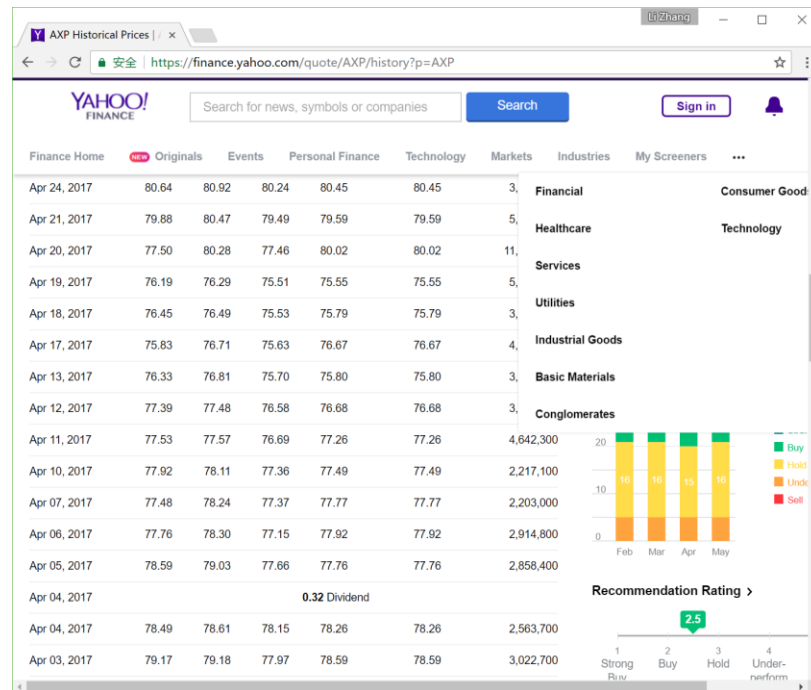 Li Zhang
AXP Historical Prices | A
安全 https://finance.yahoo.com/quote/AXP/history?p=AXP
YAHOO!
FINANCE
Search for news, symbols or companies Search Sign in
Finance Home NEW Originals Events Personal Finance Technology Markets Industries My Screeners •••
Apr 24, 2017 80.64 80.92 80.24 80.45 80.45 3,
Financial Consumer Goods
Apr 21, 2017 79.88 80.47 79.49 79.59 79.59 5,
Healthcare Technology
Apr 20, 2017 77.50 80.28 77.46 80.02 80.02 11,
Services
Apr 19, 2017 76.19 76.29 75.51 75.55 75.55 5,
Utilities
Apr 18, 2017 76.45 76.49 75.53 75.79 75.79 3,
Industrial Goods
Apr 17, 2017 75.83 76.71 75.63 76.67 76.67 4,
Basic Materials
Apr 13, 2017 76.33 76.81 75.70 75.80 75.80 3,
Apr 12, 2017 77.39 77.48 76.58 76.68 76.68 3,
Conglomerates
Apr 11, 2017 77.53 77.57 76.69 77.26 77.26 4,642,300
Apr 10, 2017 77.92 78.11 77.36 77.49 77.49 2,217,100
Apr 07, 2017 77.48 78.24 77.37 77.77 77.77 2,203,000
Apr 06, 2017 77.76 78.30 77.15 77.92 77.92 2,914,800
Apr 05, 2017 78.59 79.03 77.66 77.76 77.76 2,858,400
Apr 04, 2017 0.32 Dividend
Apr 04, 2017 78.49 78.61 78.15 78.26 78.26 2,563,700
Apr 03, 2017 79.17 79.18 77.97 78.59 78.59 3,022,700
20
Buy
Hold
16 16 15 16
10
Unde
Sell
0
Feb Mar Apr May
Recommendation Rating >
2.5
1 2 3 4
Strong Buy Hold Under-
Buy perform